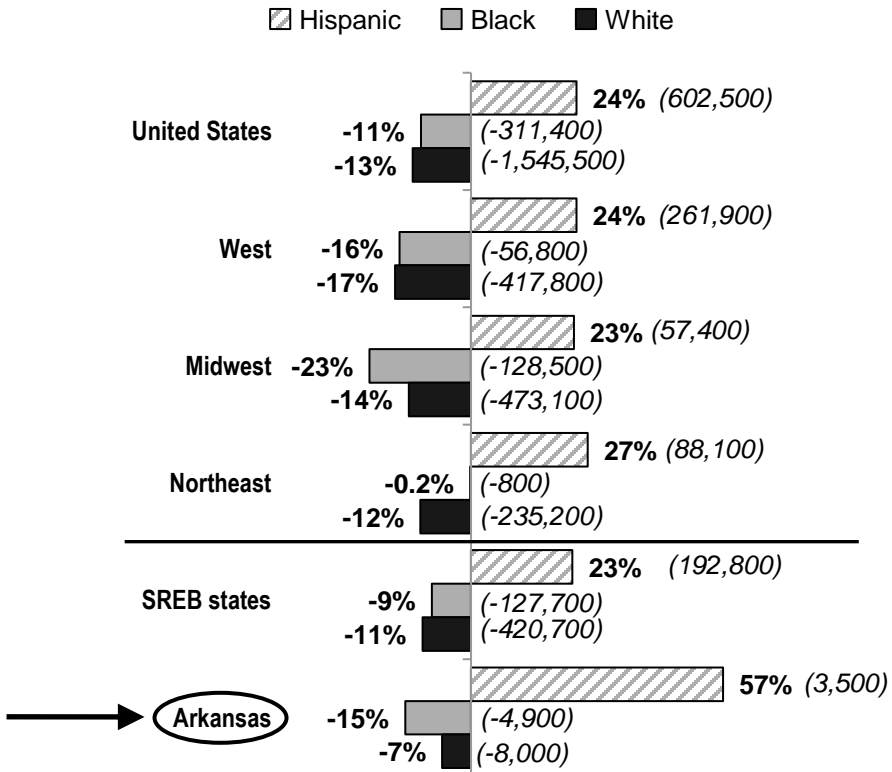 Hispanic Black White
24% (602,500)
United States -11% (-311,400)
-13% (-1,545,500)
24% (261,900)
West -16% (-56,800)
-17% (-417,800)
23% (57,400)
Midwest -23% (-128,500)
-14% (-473,100)
27% (88,100)
Northeast -0.2% (-800)
-12% (-235,200)
23% (192,800)
SREB states -9% (-127,700)
-11% (-420,700)
57% (3,500)
Arkansas -15% (-4,900)
-7% (-8,000)